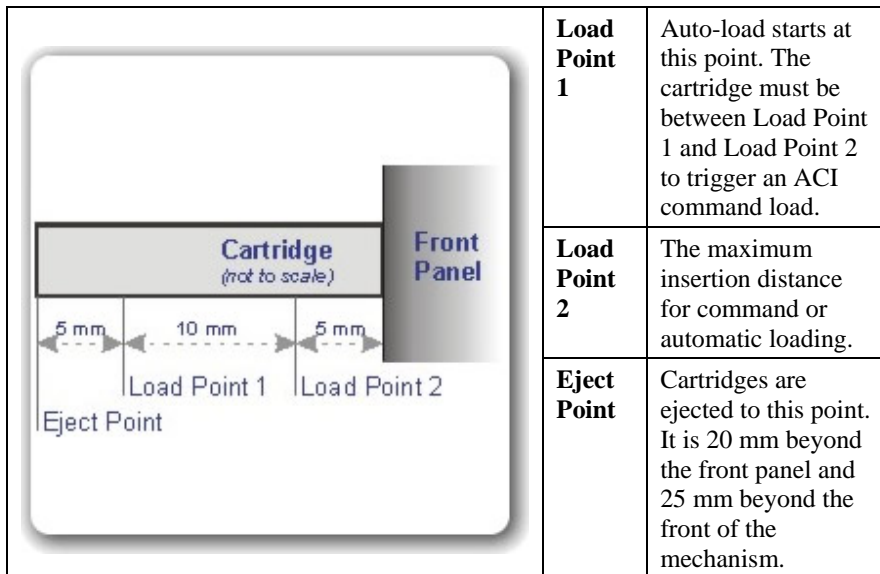 Cartridge
(not to scale)
Front
Panel
5 mm
10 mm
5 mm
Load Point 1
Load Point 2
Eject Point
Load
Point
1
Auto-load starts at
this point. The
cartridge must be
between Load Point
1 and Load Point 2
to trigger an ACI
command load.
Load
Point
2
The maximum
insertion distance
for command or
automatic loading.
Eject
Point
Cartridges are
ejected to this point.
It is 20 mm beyond
the front panel and
25 mm beyond the
front of the
mechanism.